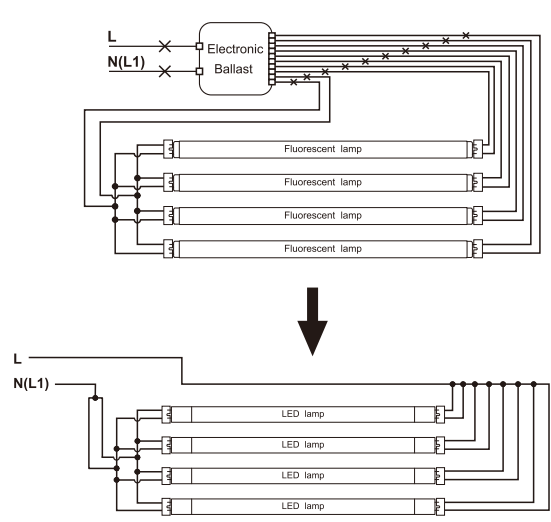 L
N(L1)
Electronic
Ballast
Fluorescent lamp
Fluorescent lamp
Fluorescent lamp
Fluorescent lamp
L
N(L1)
LED lamp
LED lamp
LED lamp
LED lamp